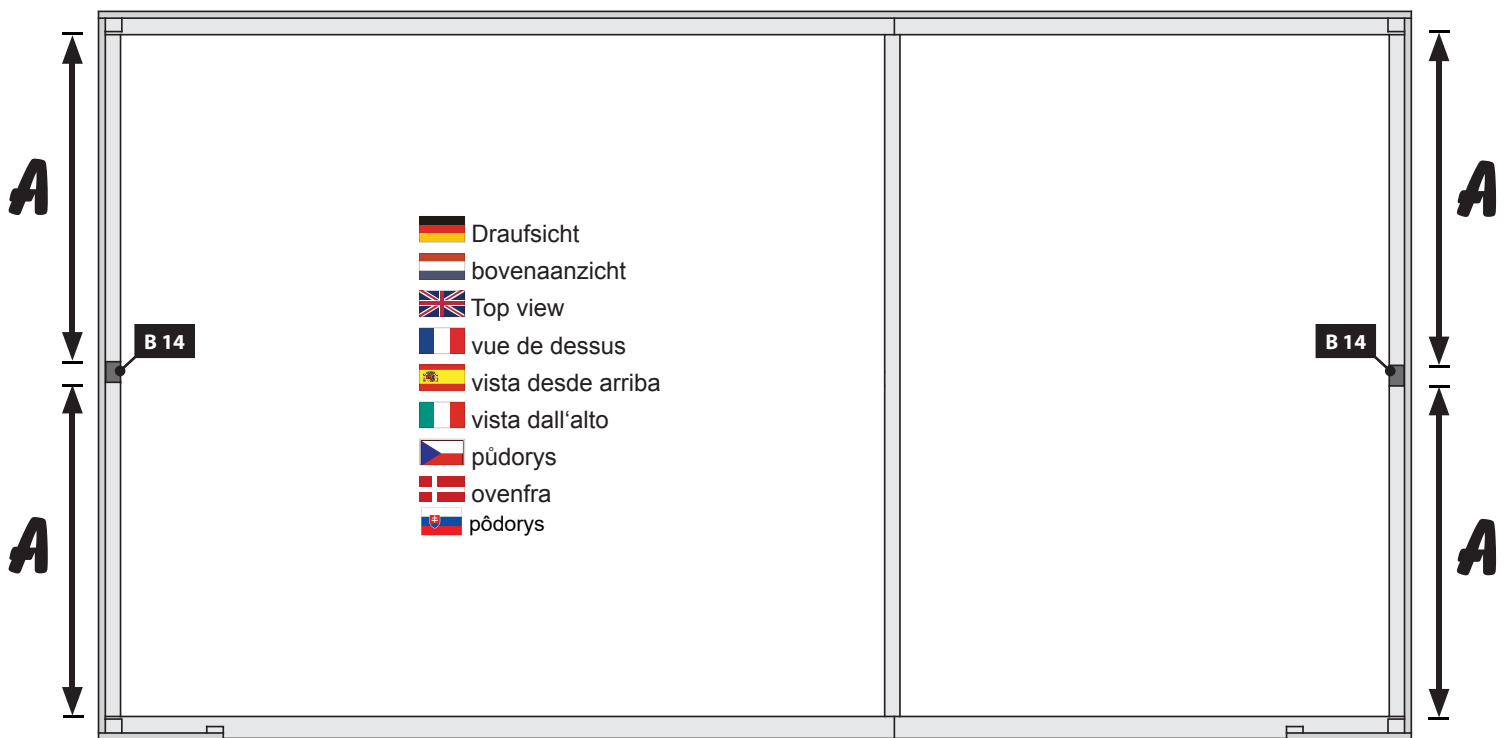 A
A
B 14
B 14
Draufsicht
bovenaanzicht
Top view
vue de dessus
vista desde arriba
vista dall‘alto
půdorys
ovenfra
pôdorys
A
A